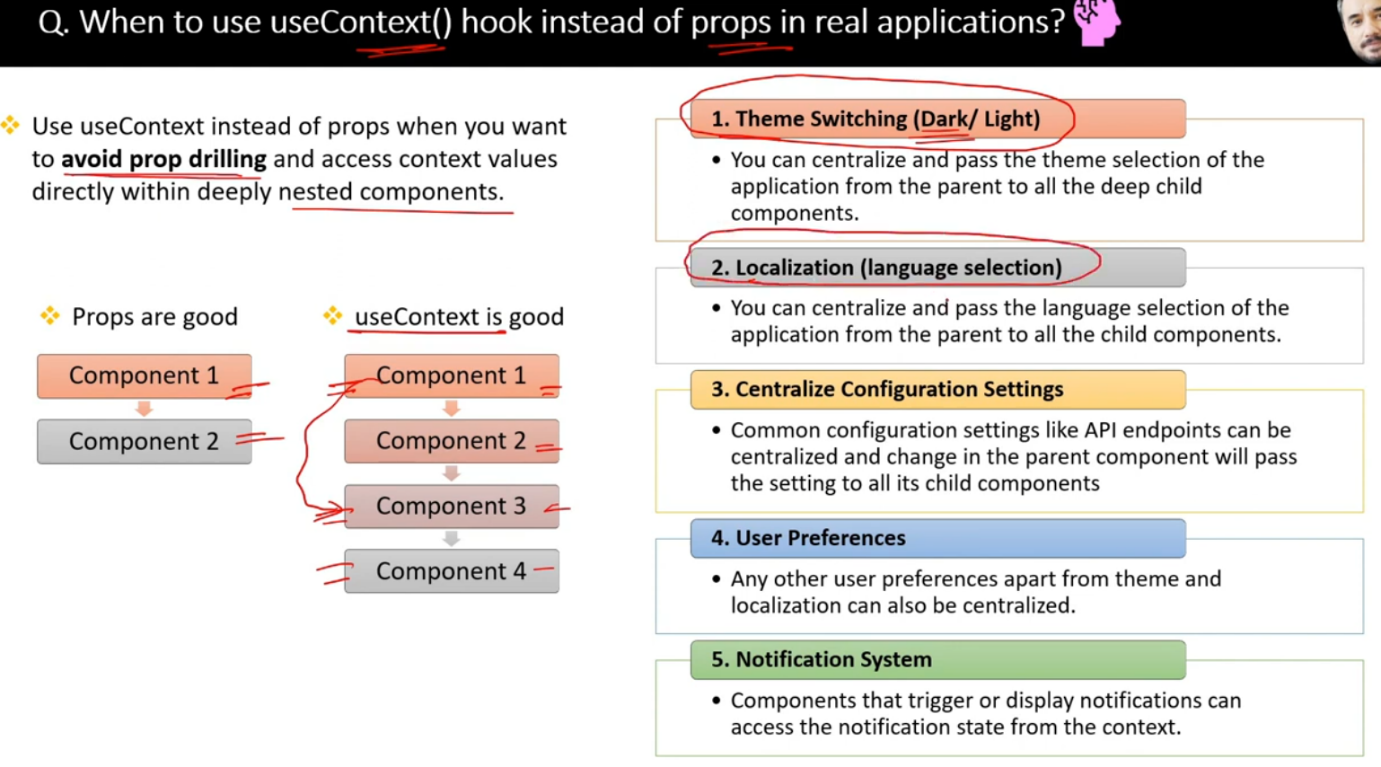 Q. When to use useContext() hook instead of props in real applications?
Use useContext instead of props when you want
to avoid prop drilling and access context values
directly within deeply nested components.
Props are good
Component 1
Component 2
useContext is good
Component 1
Component 2
Component 3
Component 4
1. Theme Switching (Dark/ Light)
• You can centralize and pass the theme selection of the
application from the parent to all the deep child
components.
2. Localization (language selection)
• You can centralize and pass the language selection of the
application from the parent to all the child components.
3. Centralize Configuration Settings
• Common configuration settings like API endpoints can be
centralized and change in the parent component will pass
the setting to all its child components
4. User Preferences
• Any other user preferences apart from theme and
localization can also be centralized.
5. Notification System
• Components that trigger or display notifications can
access the notification state from the context.